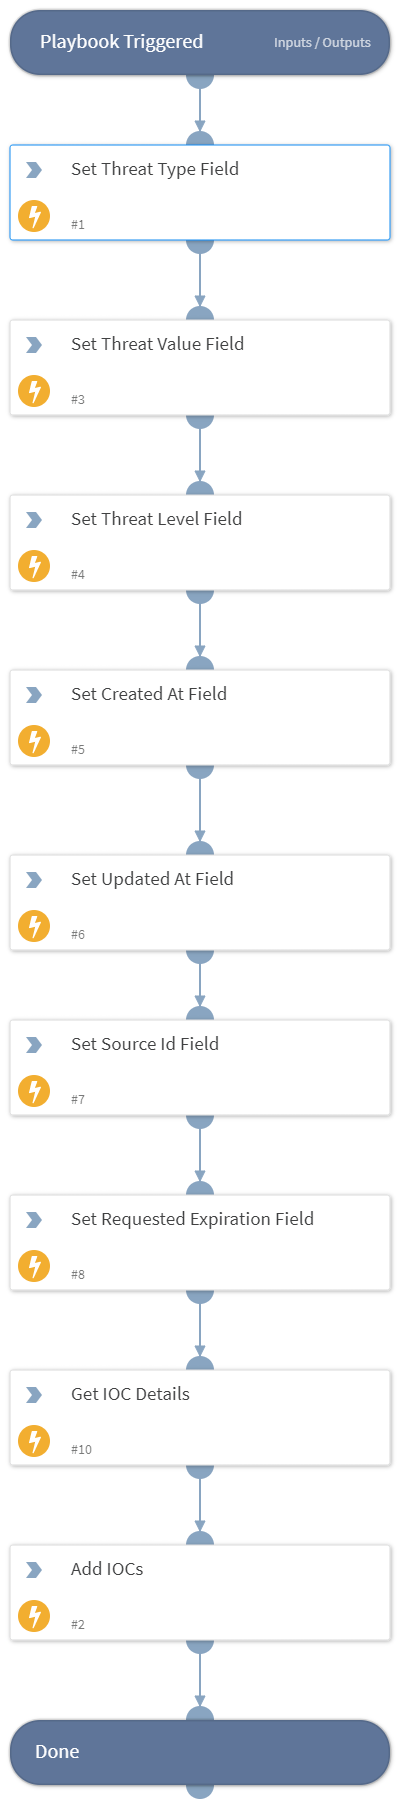 Playbook Triggered Inputs / Outputs
Set Threat Type Field
#1
Set Threat Value Field
#3
Set Threat Level Field
#4
Set Created At Field
#5
Set Updated At Field
#6
Set Source Id Field
#7
Set Requested Expiration Field
#8
Get IOC Details
#10
Add IOCs
#2
Done